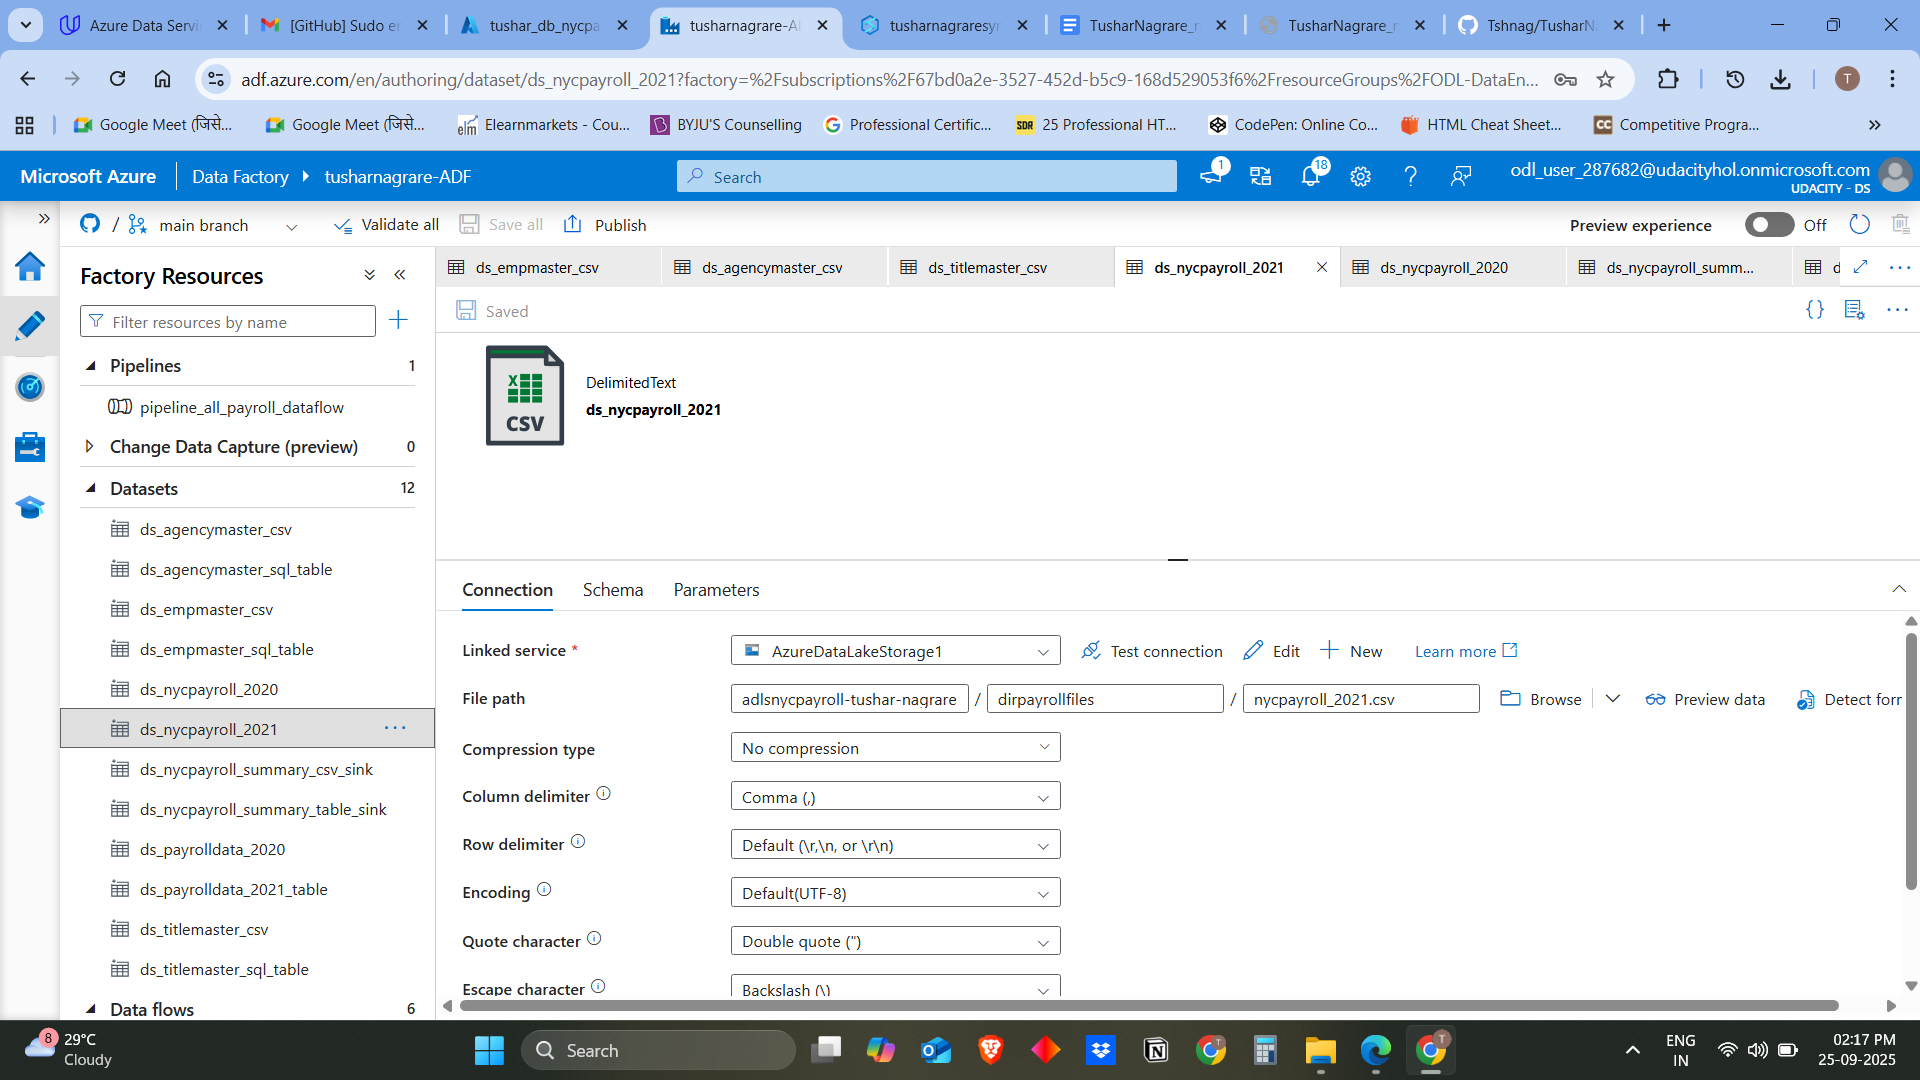 Azure Data Servi
[GitHub] Sudo en
tushar_db_nycpa
tusharnagrare-AD
tusharnagraresyn
TusharNagrare_n
TusharNagrare_n
Tshnag/TusharNa
adf.azure.com/en/authoring/dataset/ds_nycpayroll_2021?factory=%2Fsubscriptions%2F67bd0a2e-3527-452d-b5c9-168d529053f6%2FresourceGroups%2FODL-DataEn...
T
Google Meet (जिसे...
Google Meet (जिसे...
elm Elearnmarkets - Cou...
BYJU'S Counselling
Professional Certific...
SDR 25 Professional HT...
CodePen: Online Co...
HTML Cheat Sheet...
CC Competitive Progra...
Microsoft Azure
Data Factory
tusharnagrare-ADF
Search
1
18
odl_user_287682@udacityhol.onmicrosoft.com
UDACITY - DS
/ main branch
Validate all
Save all
Publish
Preview experience
Off
Factory Resources
Filter resources by name
Pipelines 1
pipeline_all_payroll_dataflow
Change Data Capture (preview) 0
Datasets 12
ds_agencymaster_csv
ds_agencymaster_sql_table
ds_empmaster_csv
ds_empmaster_sql_table
ds_nycpayroll_2020
ds_nycpayroll_2021
ds_nycpayroll_summary_csv_sink
ds_nycpayroll_summary_table_sink
ds_payrolldata_2020
ds_payrolldata_2021_table
ds_titlemaster_csv
ds_titlemaster_sql_table
Data flows 6
ds_empmaster_csv
ds_agencymaster_csv
ds_titlemaster_csv
ds_nycpayroll_2021
ds_nycpayroll_2020
ds_nycpayroll_summ...
d
Saved
{}
X
CSV
DelimitedText
ds_nycpayroll_2021
Connection
Schema
Parameters
Linked service *
AzureDataLakeStorage1
Test connection
Edit
New
Learn more
File path
adlsnycpayroll-tushar-nagrare / dirpayrollfiles / nycpayroll_2021.csv
Browse
Preview data
Detect forr
Compression type
No compression
Column delimiter
Comma (,)
Row delimiter
Default (\r,\n, or \r\n)
Encoding
Default(UTF-8)
Quote character
Double quote (")
Escape character
Backslash (\)
8
29°C
Cloudy
Search
ENG
IN
02:17 PM
25-09-2025